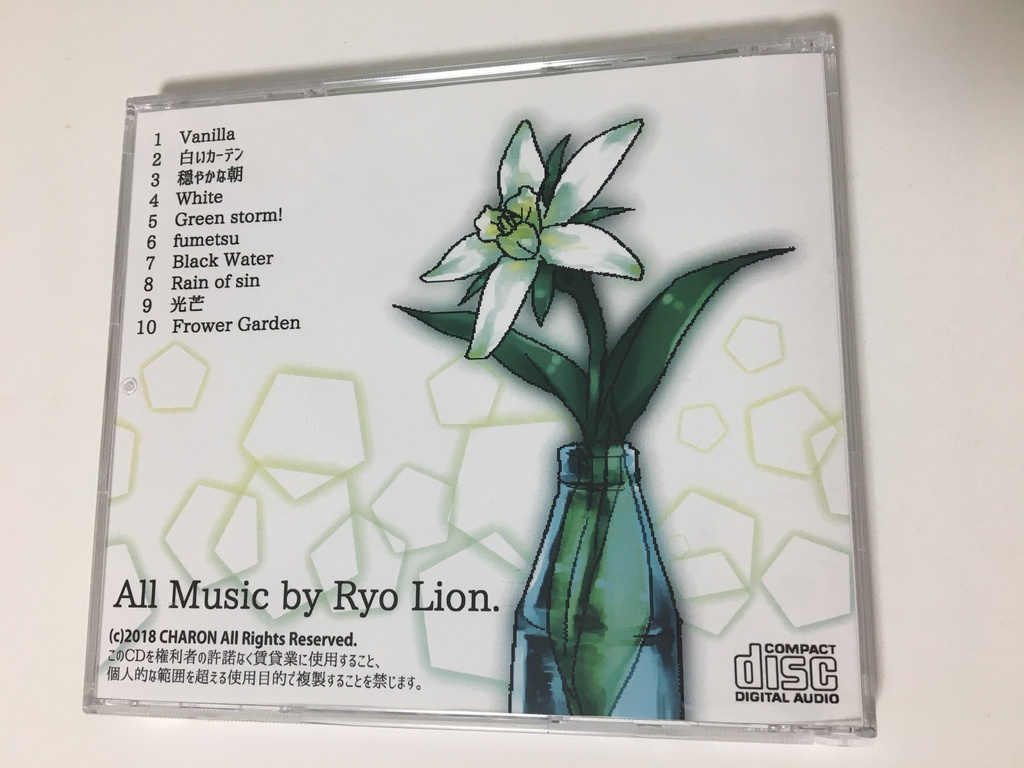 1 Vanilla
2 白いカーテン
3 穏やかな朝
4 White
5 Green storm!
6 fumetsu
7 Black Water
8 Rain of sin
9 光芒
10 Frower Garden
All Music by Ryo Lion.
(c)2018 CHARON All Rights Reserved.
このCDを権利者の許諾なく賃貸業に使用すること、
個人的な範囲を超える使用目的で複製することを禁じます。
COMPACT
disc
DIGITAL AUDIO